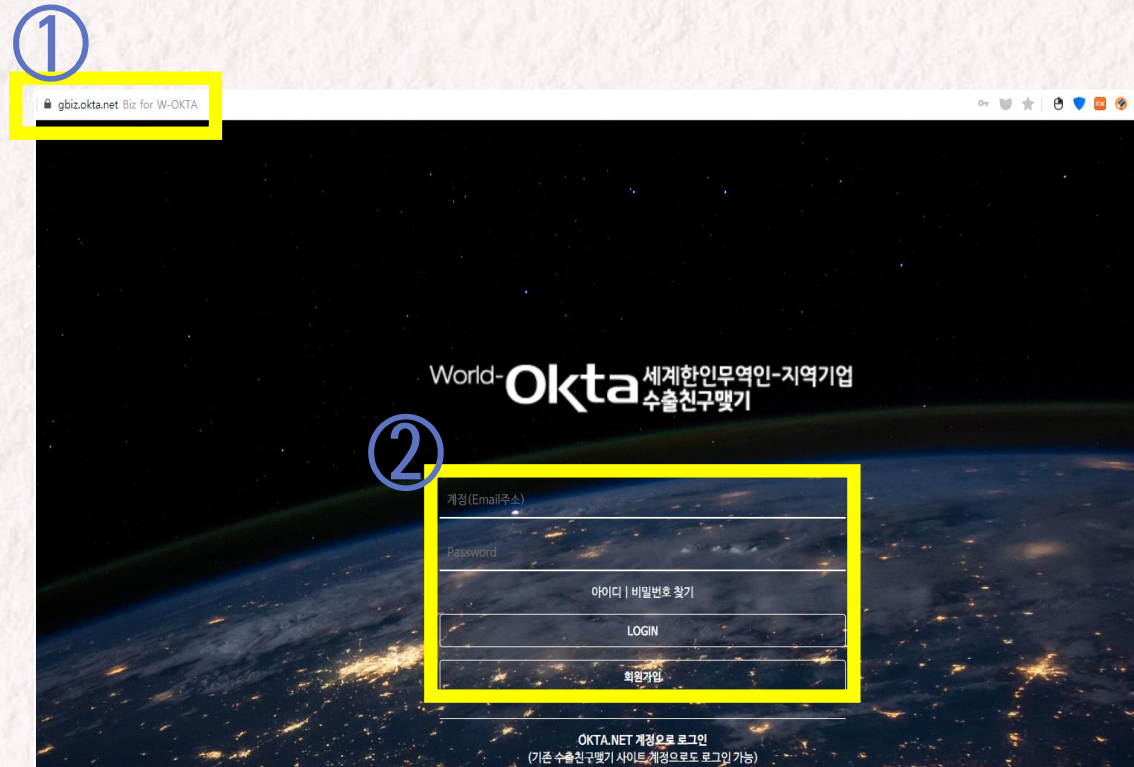 ①
gbiz.okta.net Biz for W-OKTA
World-Okta 세계한인무역인-지역기업
수출친구맺기
②
계정(Email주소)
Password
아이디 | 비밀번호 찾기
LOGIN
회원가입
OKTA.NET 계정으로 로그인
(기존 수출친구맺기 사이트 계정으로도 로그인 가능)